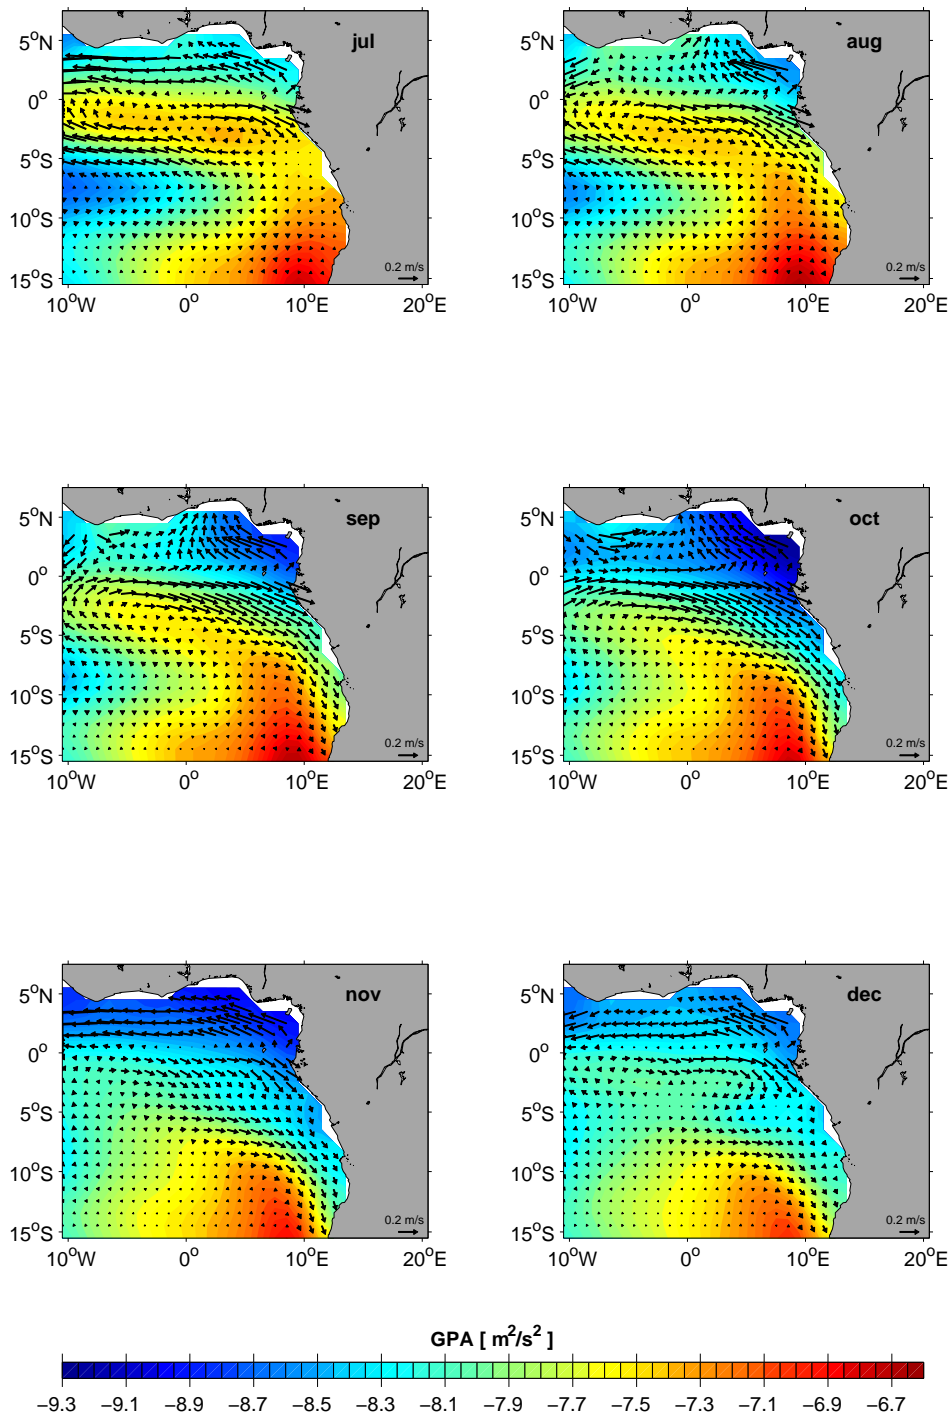 5°N jul 5°N aug
0° 0°
5°S 5°S
10°S 10°S
15°S 0.2 m/s 15°S 0.2 m/s
10°W 0° 10°E 20°E 10°W 0° 10°E 20°E
5°N sep 5°N oct
0° 0°
5°S 5°S
10°S 10°S
15°S 0.2 m/s 15°S 0.2 m/s
10°W 0° 10°E 20°E 10°W 0° 10°E 20°E
5°N nov 5°N dec
0° 0°
5°S 5°S
10°S 10°S
15°S 0.2 m/s 15°S 0.2 m/s
10°W 0° 10°E 20°E 10°W 0° 10°E 20°E
GPA [ m²/s² ]
−9.3 −9.1 −8.9 −8.7 −8.5 −8.3 −8.1 −7.9 −7.7 −7.5 −7.3 −7.1 −6.9 −6.7